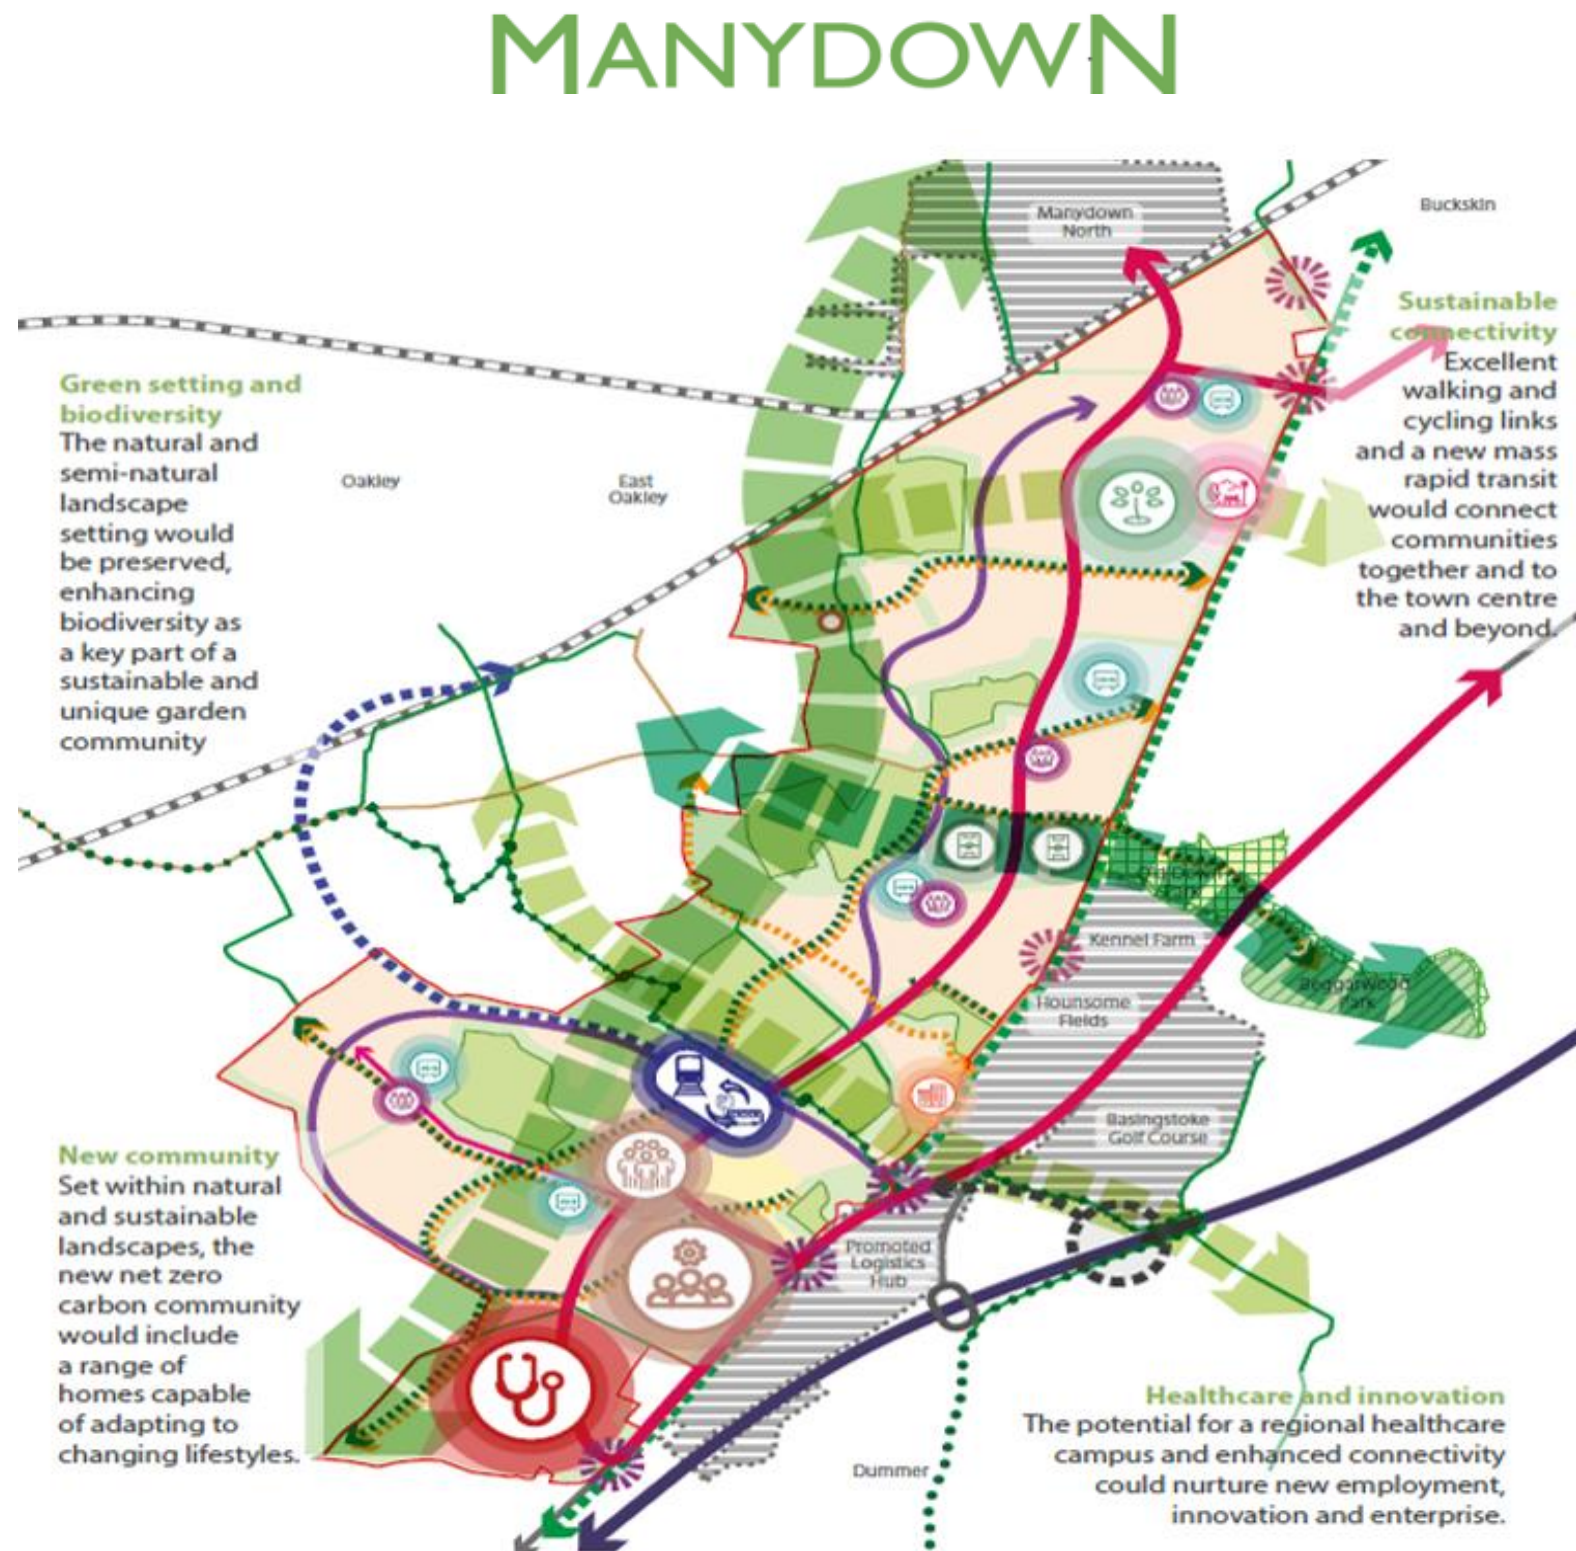 MANYDOWN
Manydown
North
Buckskin
Sustainable
connectivity
Excellent
walking and
cycling links
and a new mass
rapid transit
would connect
communities
together and to
the town centre
and beyond.
Green setting and
biodiversity
The natural and
semi-natural
landscape
setting would
be preserved,
enhancing
biodiversity as
a key part of a
sustainable and
unique garden
community
Oakley
East
Oakley
Kennel Farm
Beggarwood
Park
Hounsome
Fields
Basingstoke
Golf Course
New community
Set within natural
and sustainable
landscapes, the
new net zero
carbon community
would include
a range of
homes capable
of adapting to
changing lifestyles.
Promoted
Logistics
Hub
Dummer
Healthcare and innovation
The potential for a regional healthcare
campus and enhanced connectivity
could nurture new employment,
innovation and enterprise.